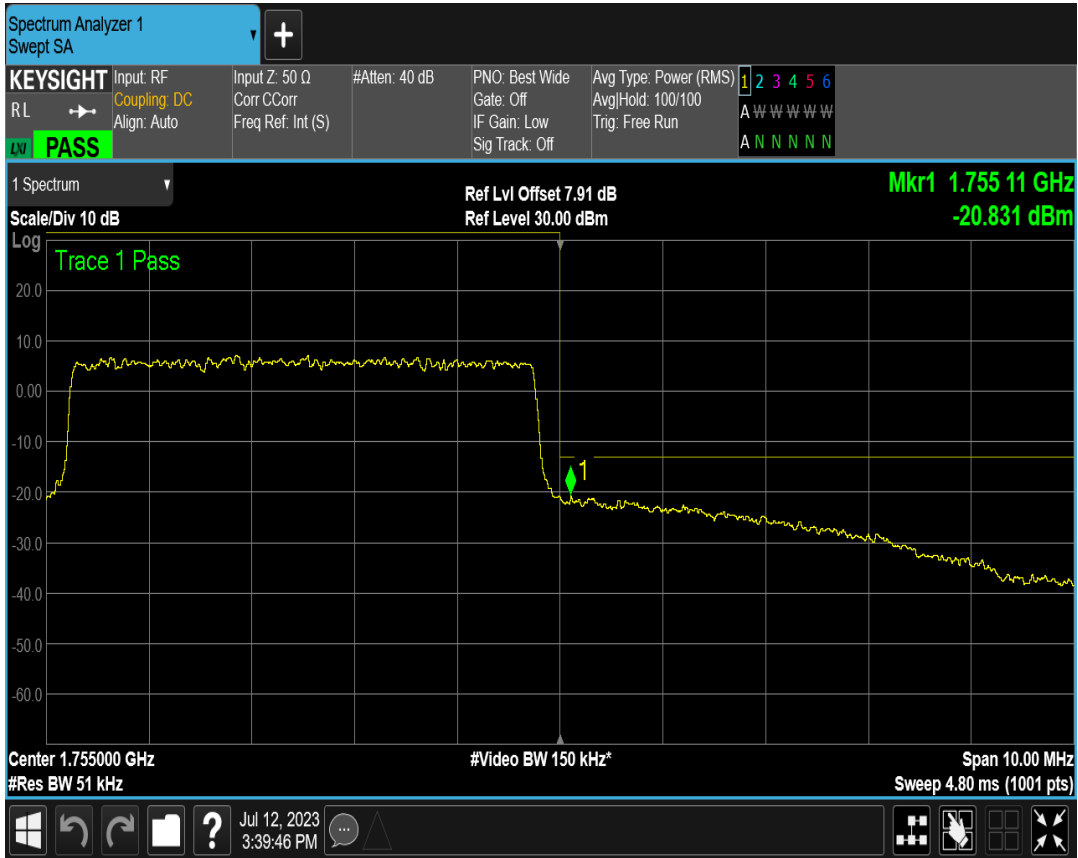 Spectrum Analyzer 1
Swept SA
+
KEYSIGHT
RL
LXI PASS
Input: RF
Coupling: DC
Align: Auto
Input Z: 50 Ω
Corr CCorr
Freq Ref: Int (S)
#Atten: 40 dB
PNO: Best Wide
Gate: Off
IF Gain: Low
Sig Track: Off
Avg Type: Power (RMS)
Avg|Hold: 100/100
Trig: Free Run
1 2 3 4 5 6
A W W W W W
A N N N N N
1 Spectrum
Scale/Div 10 dB
Ref Lvl Offset 7.91 dB
Ref Level 30.00 dBm
Mkr1 1.755 11 GHz
-20.831 dBm
Log
Trace 1 Pass
20.0
10.0
0.00
-10.0
1
-20.0
-30.0
-40.0
-50.0
-60.0
Center 1.755000 GHz
#Res BW 51 kHz
#Video BW 150 kHz*
Span 10.00 MHz
Sweep 4.80 ms (1001 pts)
?
Jul 12, 2023
3:39:46 PM